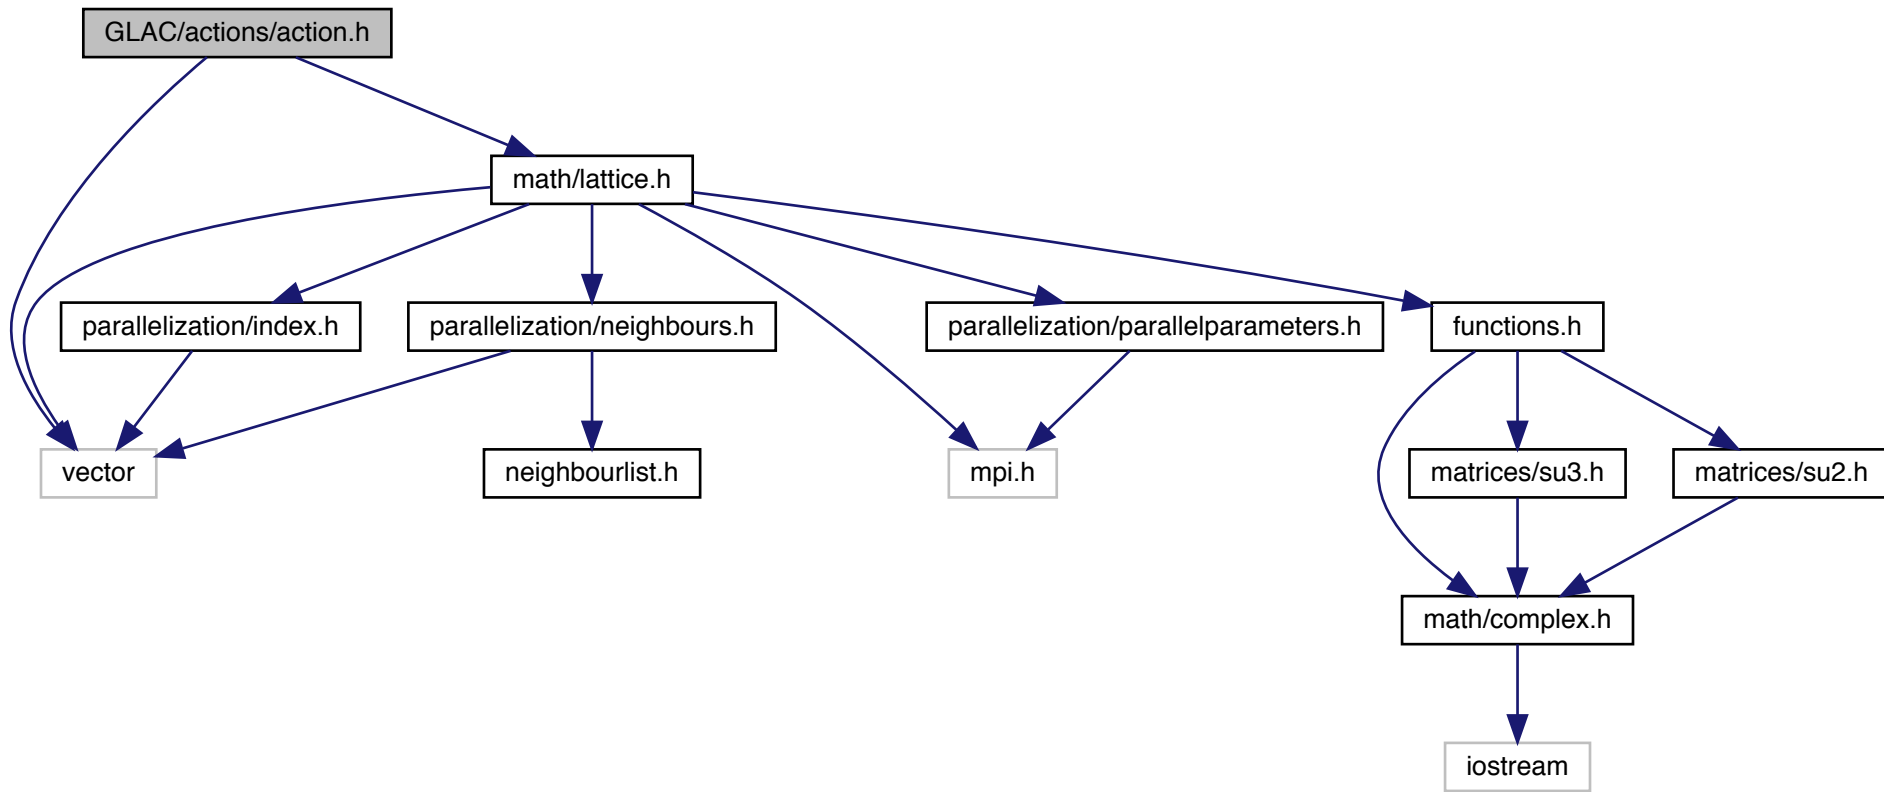 GLAC/actions/action.h
math/lattice.h
parallelization/index.h
parallelization/neighbours.h
parallelization/parallelparameters.h
functions.h
vector
neighbourlist.h
mpi.h
matrices/su3.h
matrices/su2.h
math/complex.h
iostream